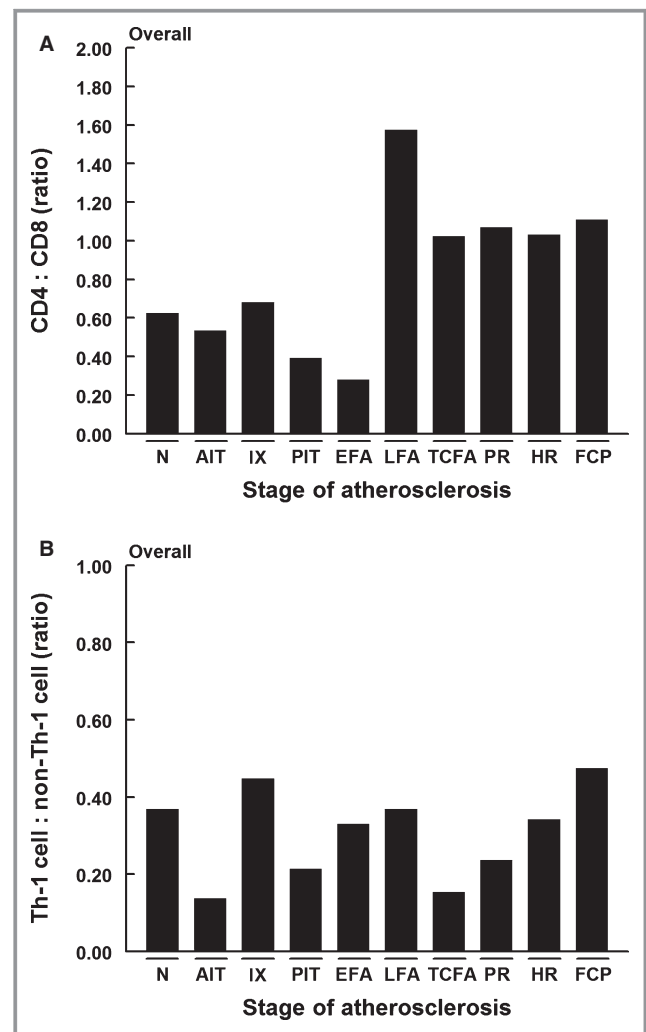 A
Overall
2.00
1.80
1.60
1.40
1.20
1.00
0.80
0.60
0.40
0.20
0.00
CD4 : CD8 (ratio)
N AIT IX PIT EFA LFA TCFA PR HR FCP
Stage of atherosclerosis
B
Overall
1.00
0.80
0.60
0.40
0.20
0.00
Th-1 cell : non-Th-1 cell (ratio)
N AIT IX PIT EFA LFA TCFA PR HR FCP
Stage of atherosclerosis